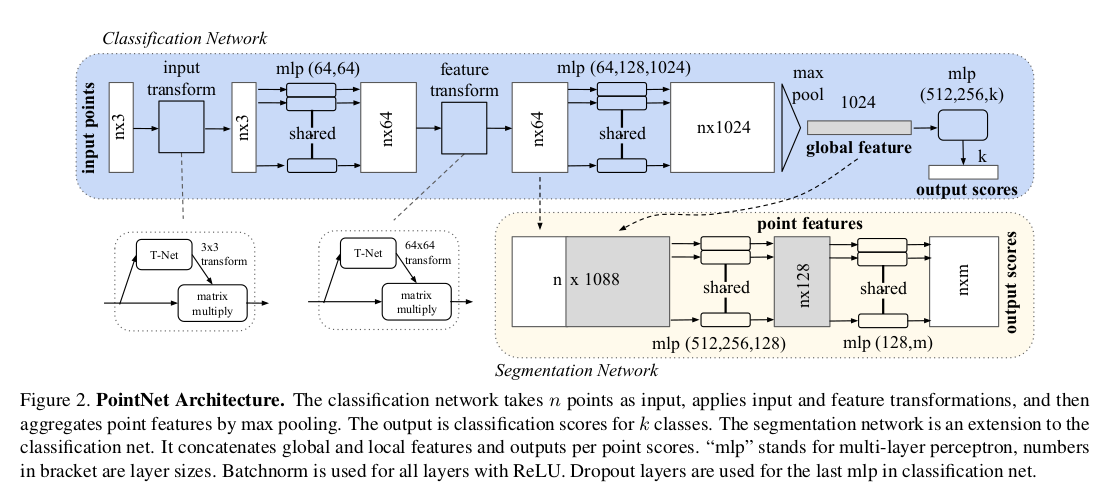 Classification Network
input points
nx3
input
transform
nx3
mlp (64,64)
shared
nx64
feature
transform
nx64
mlp (64,128,1024)
shared
nx1024
max
pool
1024
global feature
mlp
(512,256,k)
k
output scores
T-Net
3x3
transform
matrix
multiply
T-Net
64x64
transform
matrix
multiply
point features
n x 1088
shared
mlp (512,256,128)
nx128
shared
mlp (128,m)
nxm
output scores
Segmentation Network
Figure 2. PointNet Architecture. The classification network takes n points as input, applies input and feature transformations, and then
aggregates point features by max pooling. The output is classification scores for k classes. The segmentation network is an extension to the
classification net. It concatenates global and local features and outputs per point scores. “mlp” stands for multi-layer perceptron, numbers
in bracket are layer sizes. Batchnorm is used for all layers with ReLU. Dropout layers are used for the last mlp in classification net.